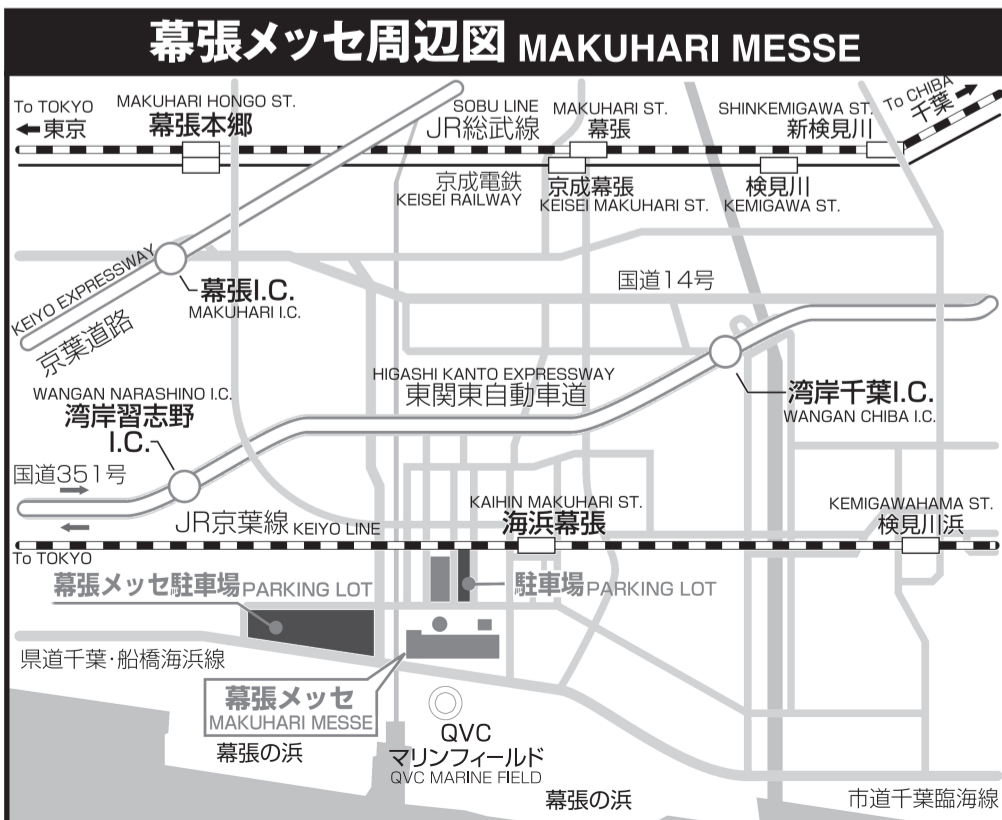 幕張メッセ周辺図 MAKUHARI MESSE
To TOKYO
←東京
MAKUHARI HONGO ST.
幕張本郷
SOBU LINE
JR総武線
MAKUHARI ST.
幕張
SHINKEMIGAWA ST.
新検見川
To CHIBA
千葉
京成電鉄
KEISEI RAILWAY
京成幕張
KEISEI MAKUHARI ST.
検見川
KEMIGAWA ST.
KEIYO EXPRESSWAY
京葉道路
幕張I.C.
MAKUHARI I.C.
国道14号
HIGASHI KANTO EXPRESSWAY
東関東自動車道
湾岸千葉I.C.
WANGAN CHIBA I.C.
WANGAN NARASHINO I.C.
湾岸習志野
I.C.
国道351号
JR京葉線 KEIYO LINE
KAIHIN MAKUHARI ST.
海浜幕張
KEMIGAWAHAMA ST.
検見川浜
To TOKYO
幕張メッセ駐車場 PARKING LOT
駐車場 PARKING LOT
県道千葉・船橋海浜線
幕張メッセ
MAKUHARI MESSE
幕張の浜
QVC
マリンフィールド
QVC MARINE FIELD
幕張の浜
市道千葉臨海線